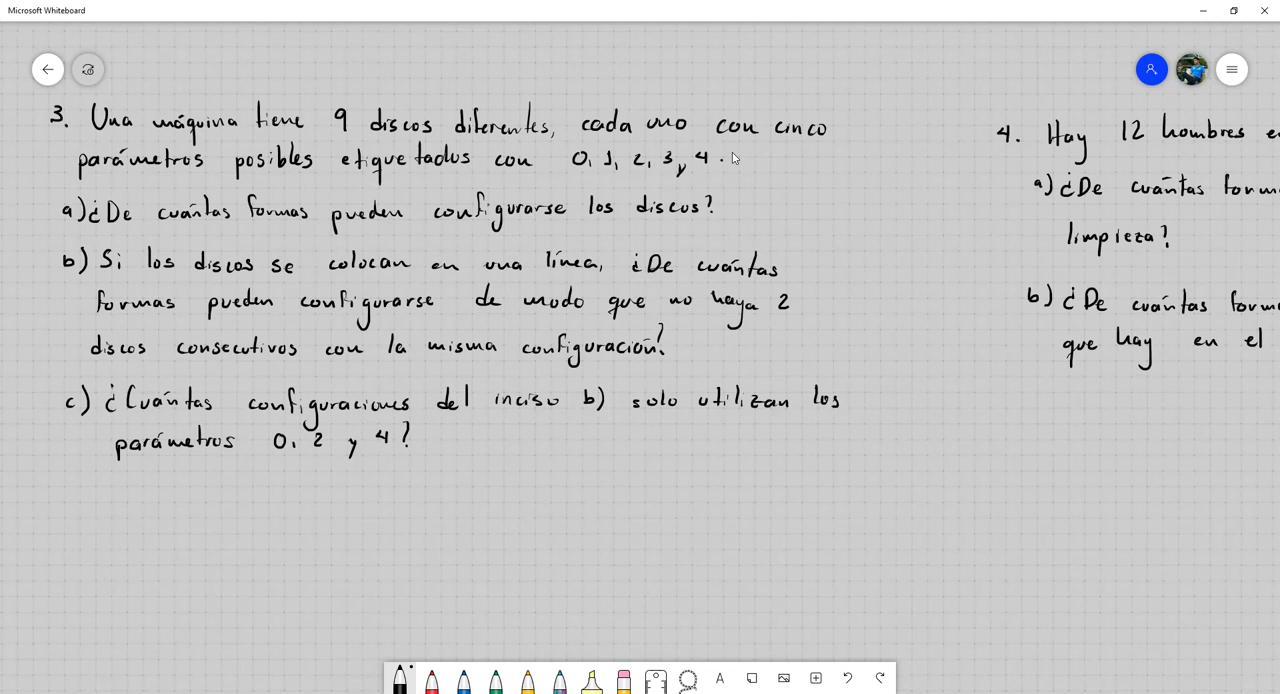 Microsoft Whiteboard
3. Una máquina tiene 9 discos diferentes, cada uno con cinco
parámetros posibles etiquetados con 0, 1, 2, 3 y 4.
a) ¿De cuántas formas pueden configurarse los discos?
b) Si los discos se colocan en una línea, ¿De cuántas
formas pueden configurarse de modo que no haya 2
discos consecutivos con la misma configuración?
c) ¿Cuántas configuraciones del inciso b) solo utilizan los
parámetros 0, 2 y 4?
4. Hay 12 hombres e
a) ¿De cuántas form
limpieza?
b) ¿De cuántas form
que hay en el
A